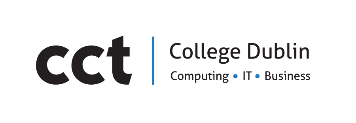 cct
College Dublin
Computing • IT • Business